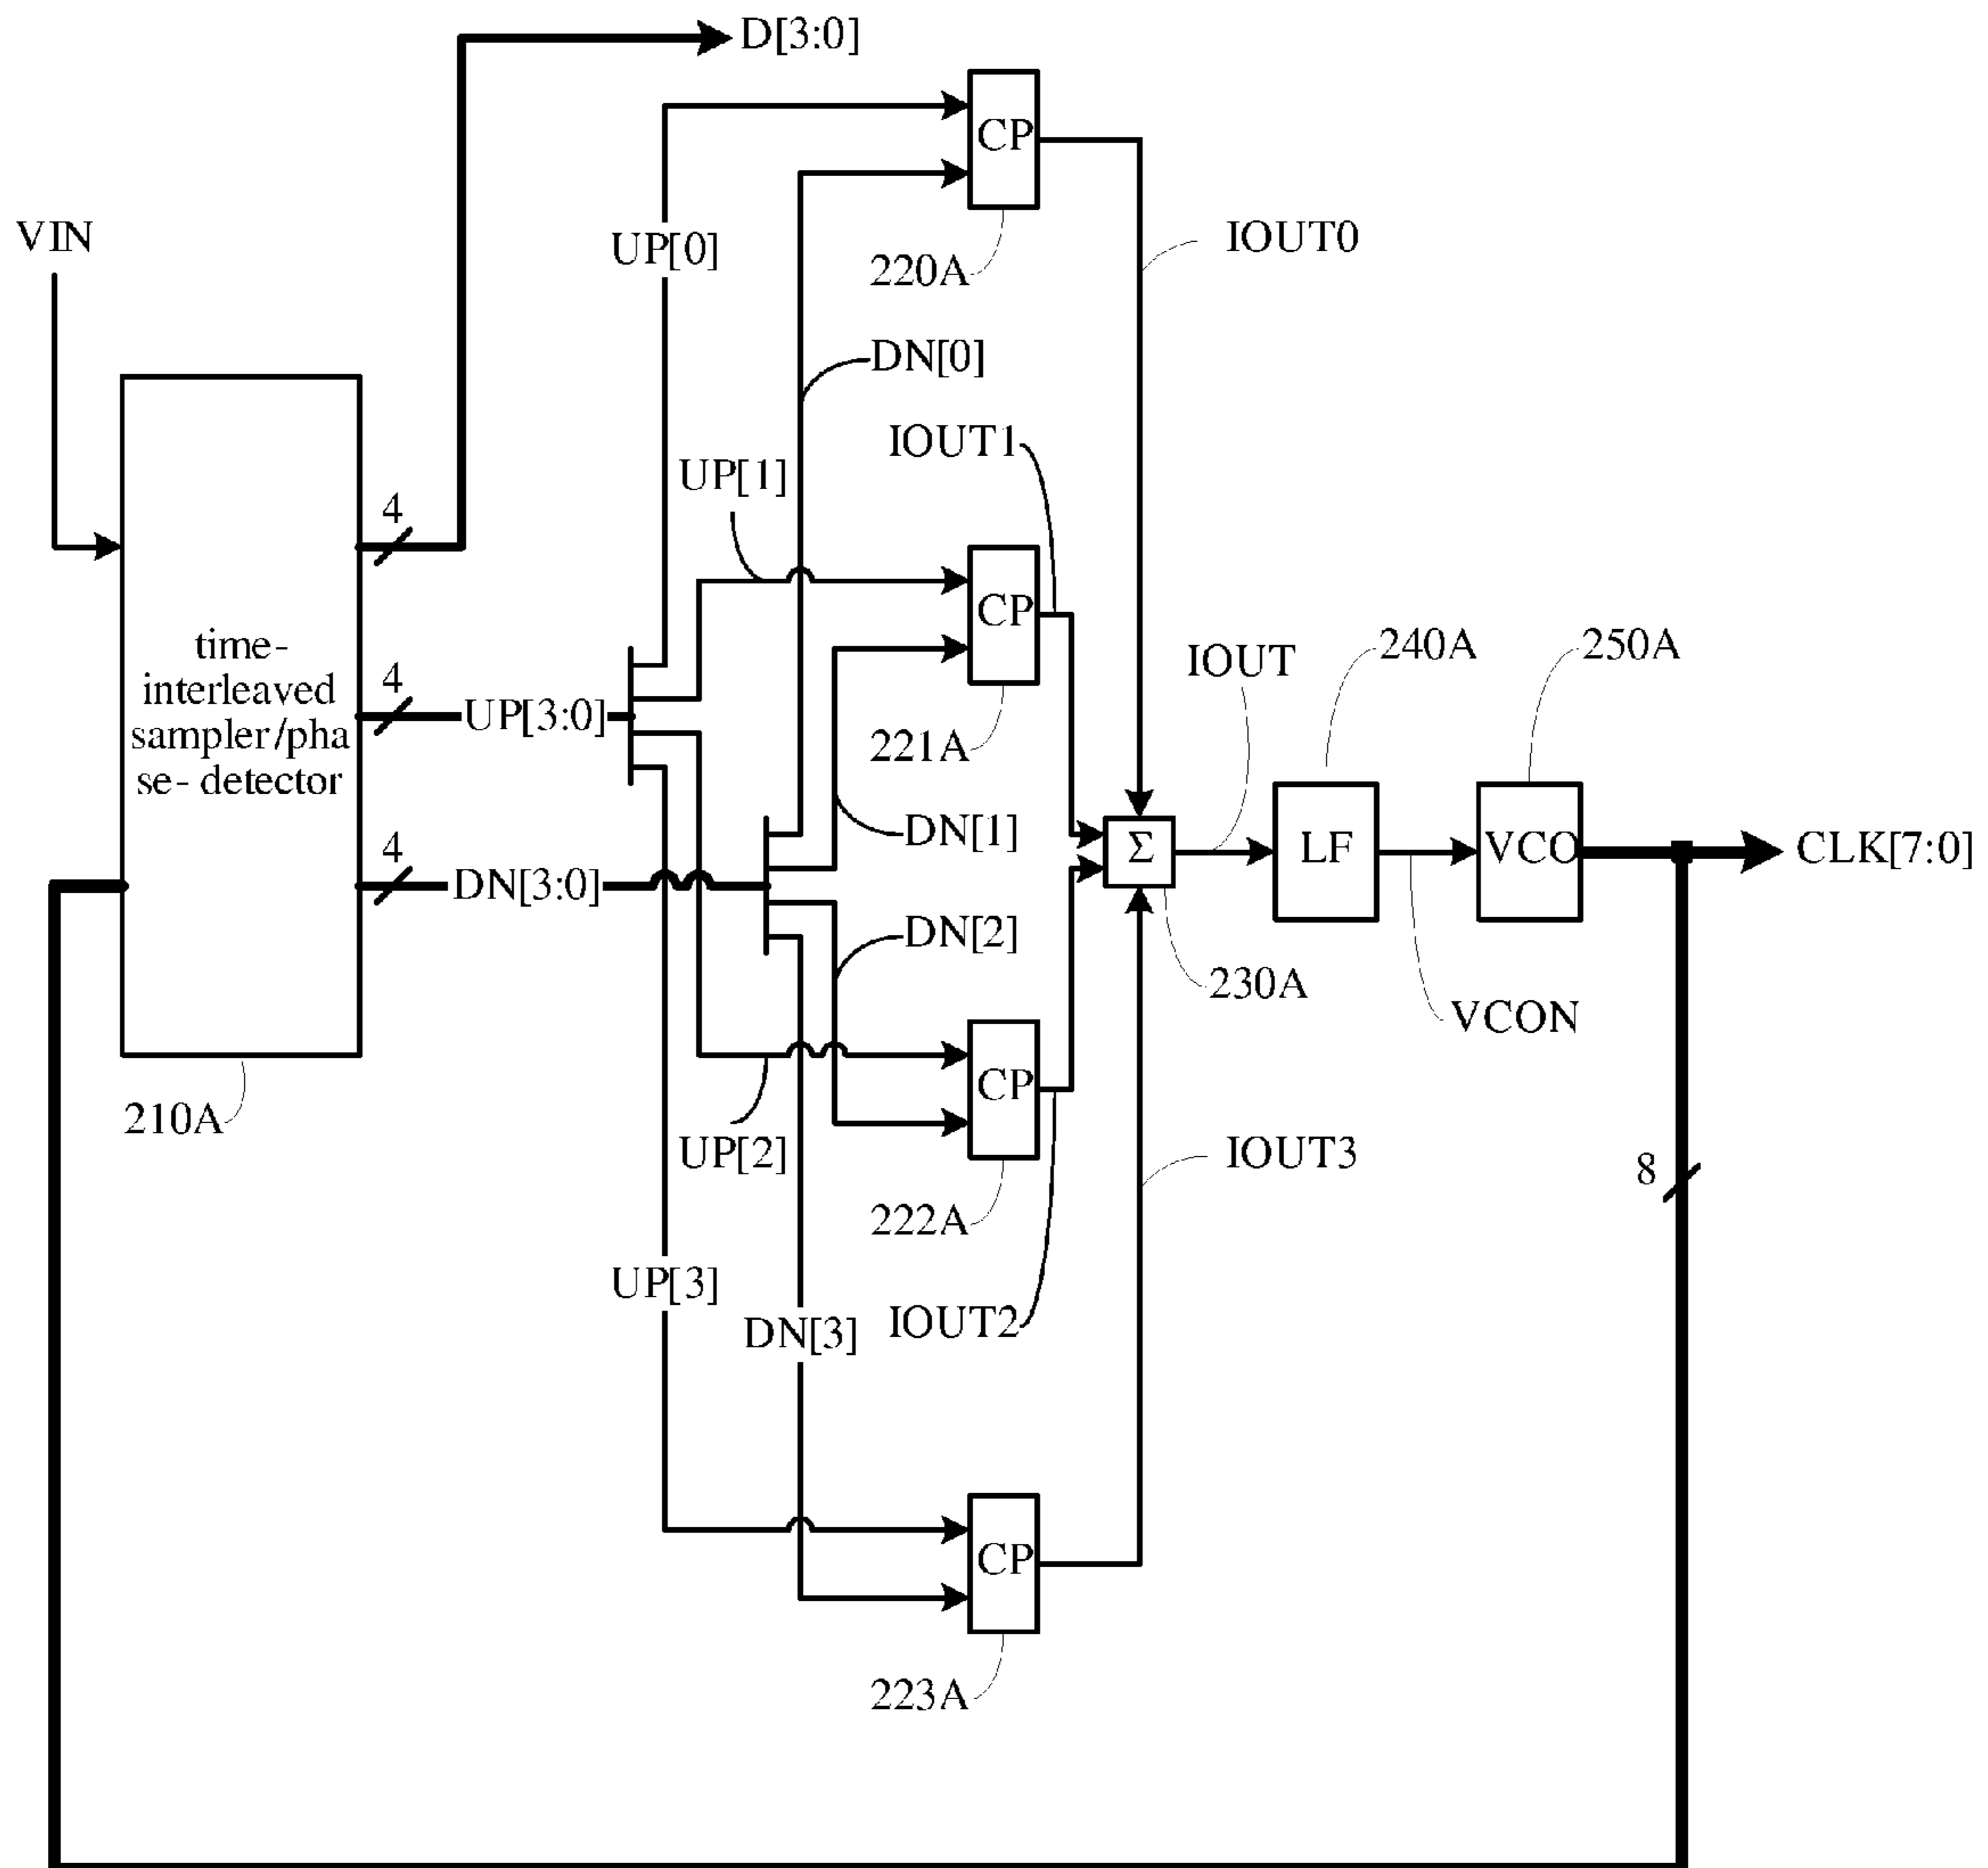 D[3:0]
CP
VIN
UP[0]
220A
IOUT0
DN[0]
IOUT1
UP[1]
4
CP
time-
interleaved
sampler/pha
se- detector
4
UP[3:0]
221A
IOUT
240A
250A
4
DN[3:0]
DN[1]
Σ
LF
VCO
CLK[7:0]
DN[2]
230A
VCON
CP
210A
UP[2]
IOUT3
8
222A
UP[3]
DN[3]
IOUT2
CP
223A